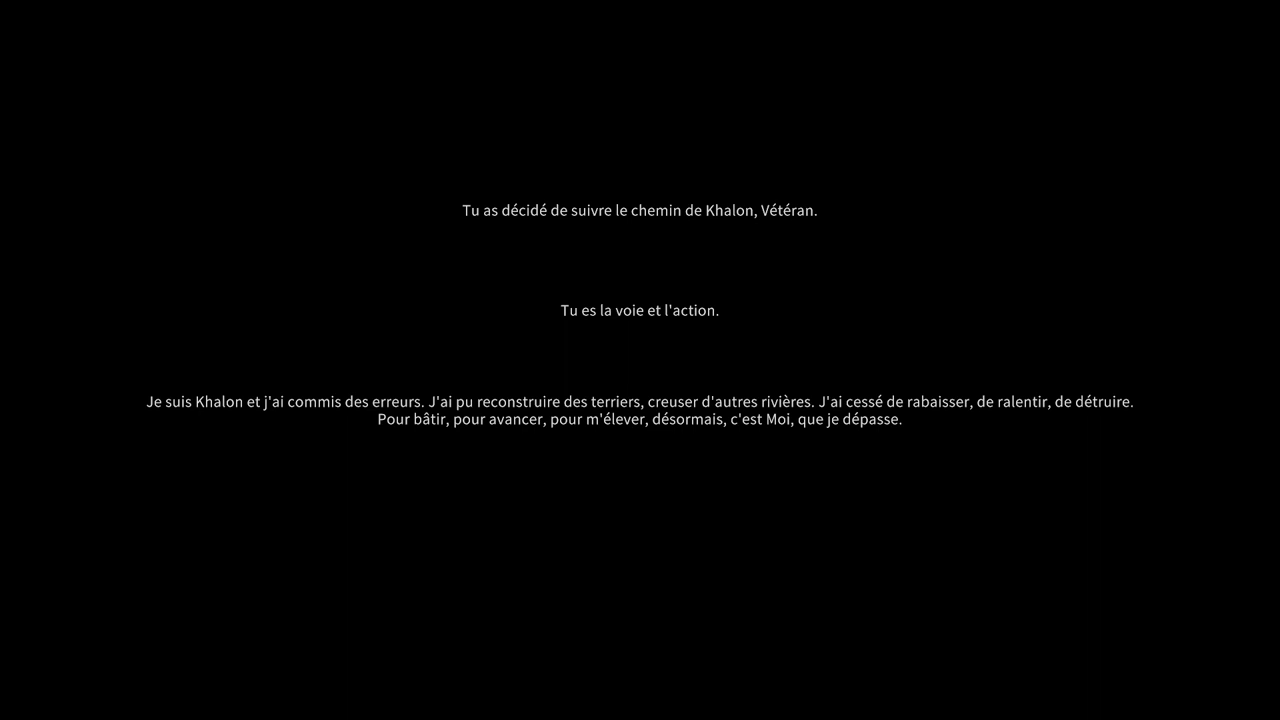 Tu as décidé de suivre le chemin de Khalon, Vétéran.
Tu es la voie et l'action.
Je suis Khalon et j'ai commis des erreurs. J'ai pu reconstruire des terriers, creuser d'autres rivières. J'ai cessé de rabaisser, de ralentir, de détruire.
Pour bâtir, pour avancer, pour m'élever, désormais, c'est Moi, que je dépasse.